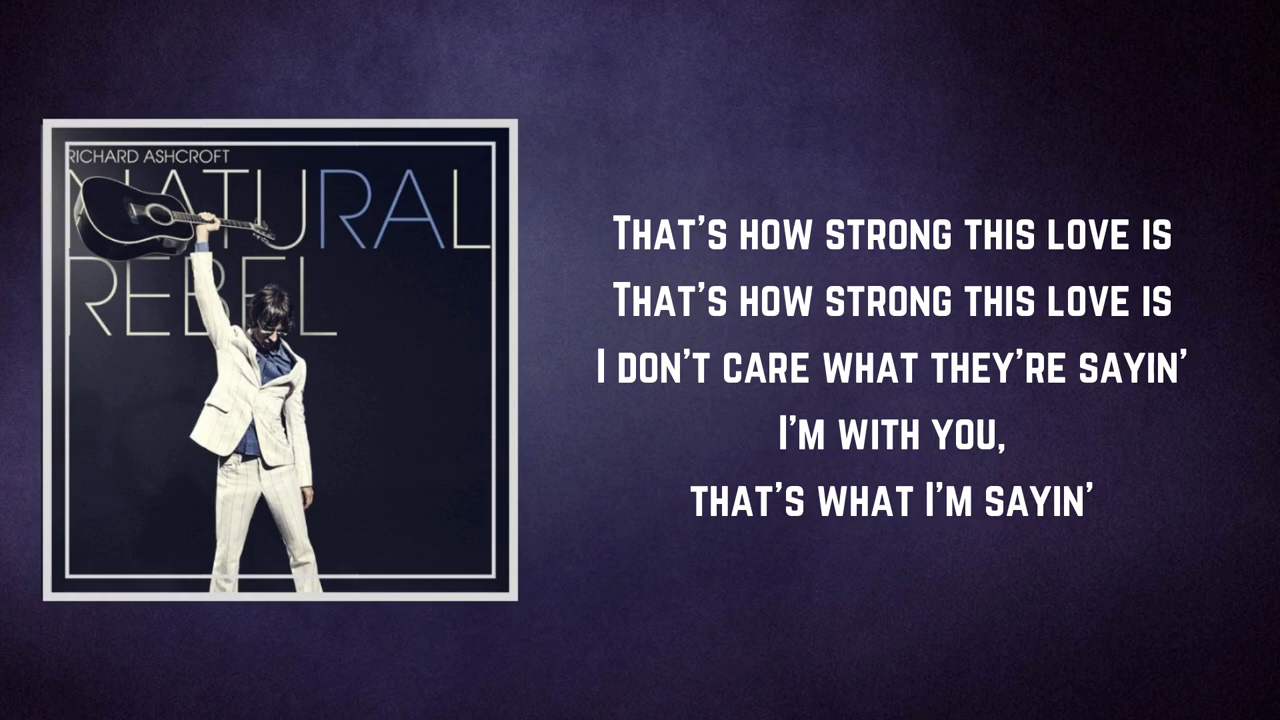 RICHARD ASHCROFT
NATURAL
REBEL
THAT'S HOW STRONG THIS LOVE IS
THAT'S HOW STRONG THIS LOVE IS
I DON'T CARE WHAT THEY'RE SAYIN'
I'M WITH YOU,
THAT'S WHAT I'M SAYIN'